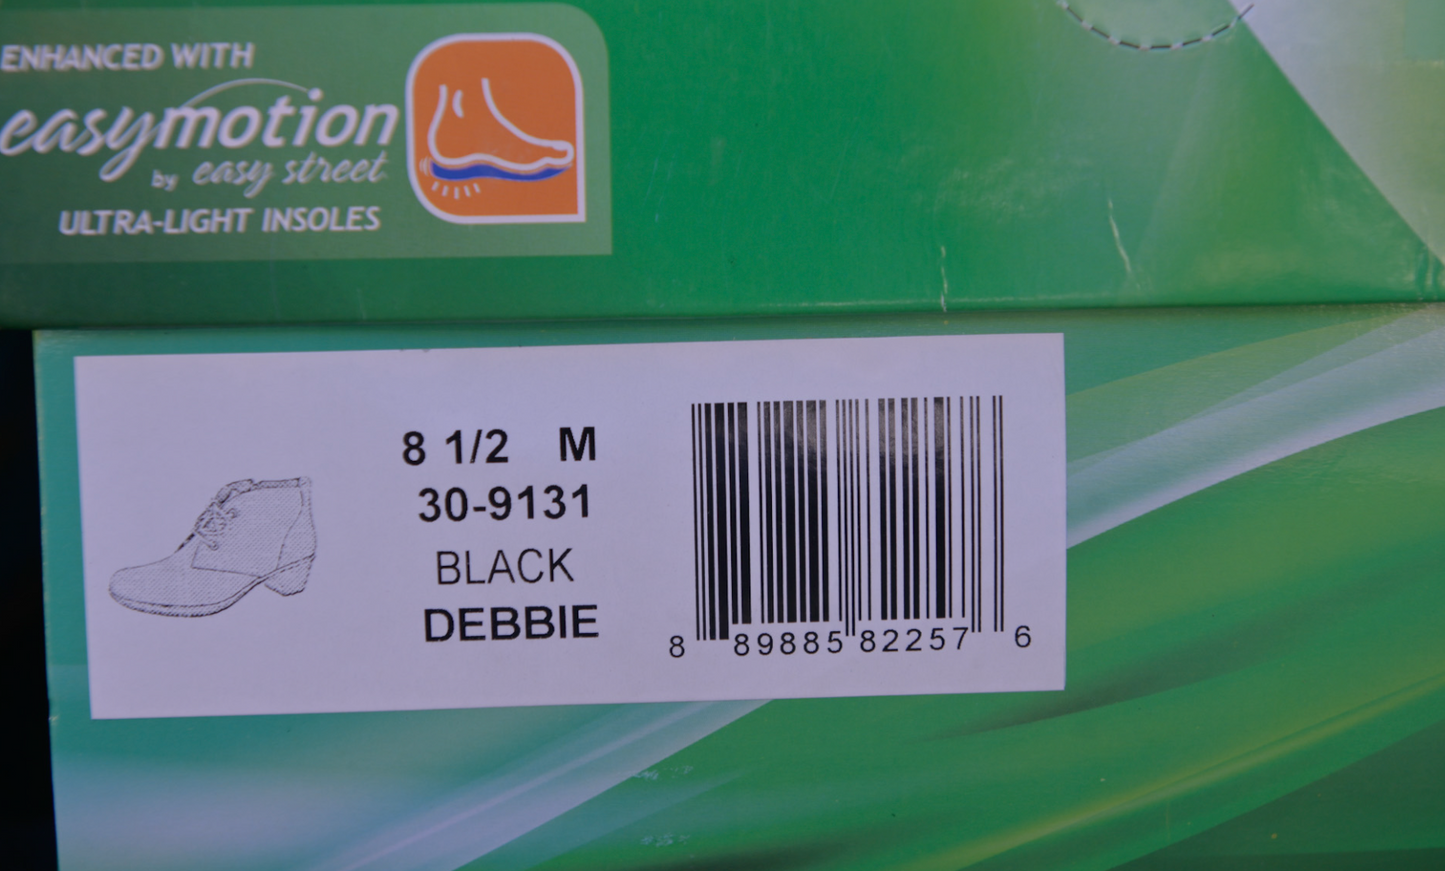 ENHANCED WITH
easymotion
by easy street
ULTRA-LIGHT INSOLES
8 1/2 M
30-9131
BLACK
DEBBIE
8 89885 82257 6